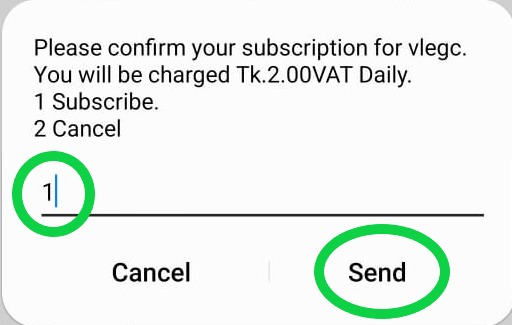 Please confirm your subscription for vlegc.
You will be charged Tk.2.00VAT Daily.
1 Subscribe.
2 Cancel
1
Cancel
Send